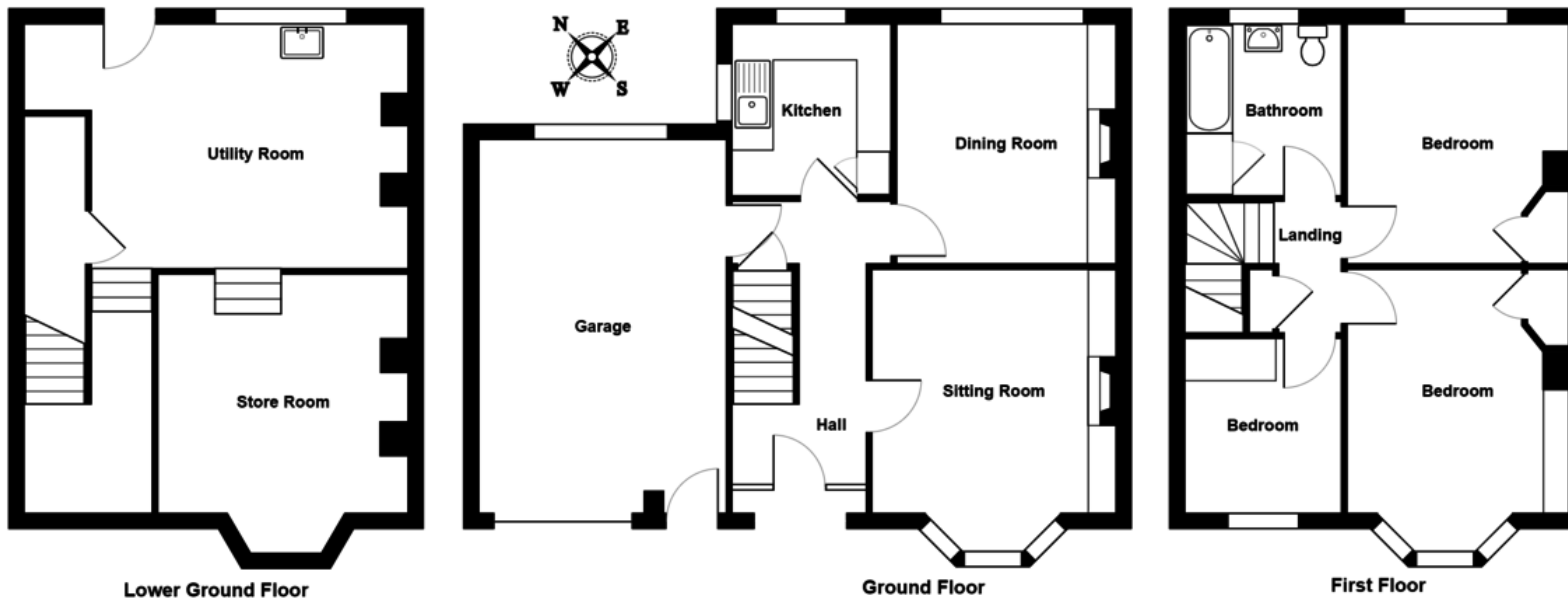 Utility Room
Store Room
Lower Ground Floor
N E
W S
Kitchen
Dining Room
Garage
Sitting Room
Hall
Ground Floor
Bathroom
Bedroom
Landing
Bedroom
Bedroom
First Floor